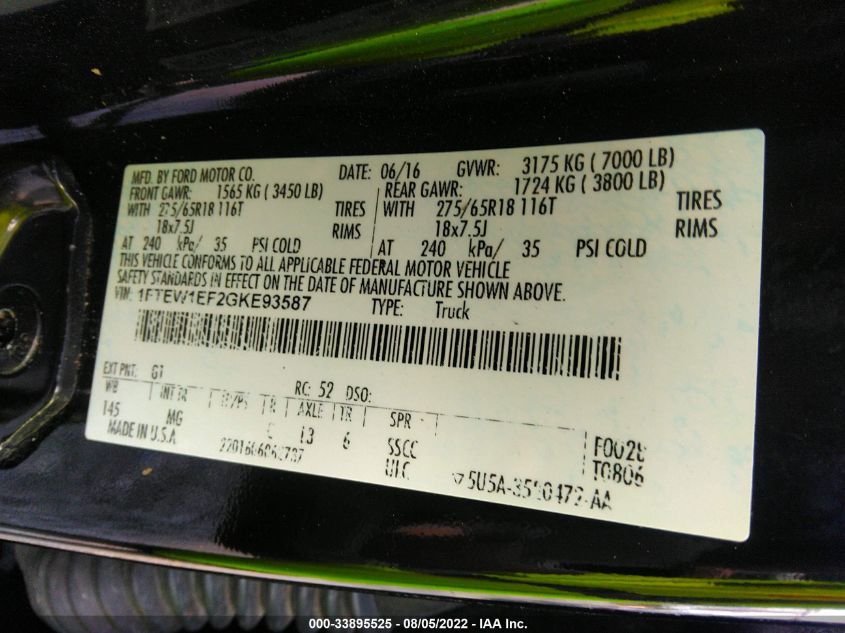 MFD. BY FORD MOTOR CO. DATE: 06/16 GVWR: 3175 KG ( 7000 LB)
FRONT GAWR: 1565 KG ( 3450 LB) REAR GAWR: 1724 KG ( 3800 LB)
WITH 275/65R18 116T TIRES WITH 275/65R18 116T TIRES
18x7.5J RIMS 18x7.5J RIMS
AT 240 kPa/ 35 PSI COLD AT 240 kPa/ 35 PSI COLD
THIS VEHICLE CONFORMS TO ALL APPLICABLE FEDERAL MOTOR VEHICLE
SAFETY STANDARDS IN EFFECT ON THE DATE OF MANUFACTURE SHOWN ABOVE.
VIN: 1FTEW1EF2GKE93587 TYPE: Truck
EXT PNT: G1 RC: 52 DSO:
WB INT TR R AXLE TR SPR
145 MG 13 6 SSCC F0028
MADE IN U.S.A. ULC T0806
000-33895525 - 08/05/2022 - IAA Inc.